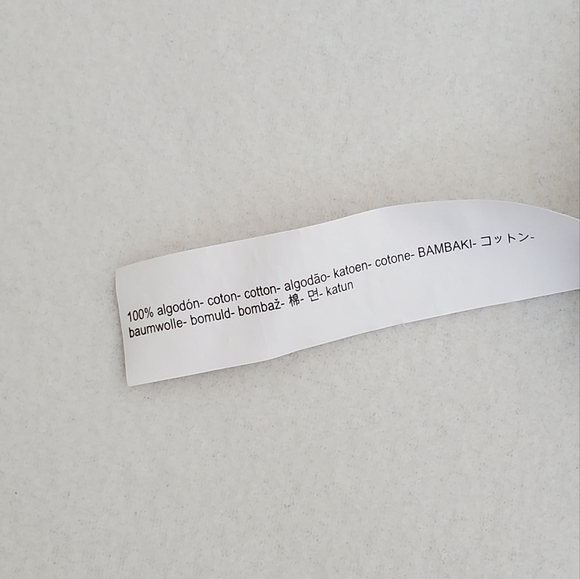 100% algodón- coton- cotton- algodão- katoen- cotone- BAMBAKI- コットン-
baumwolle- bomuld- bombaž- 棉- 면- katun